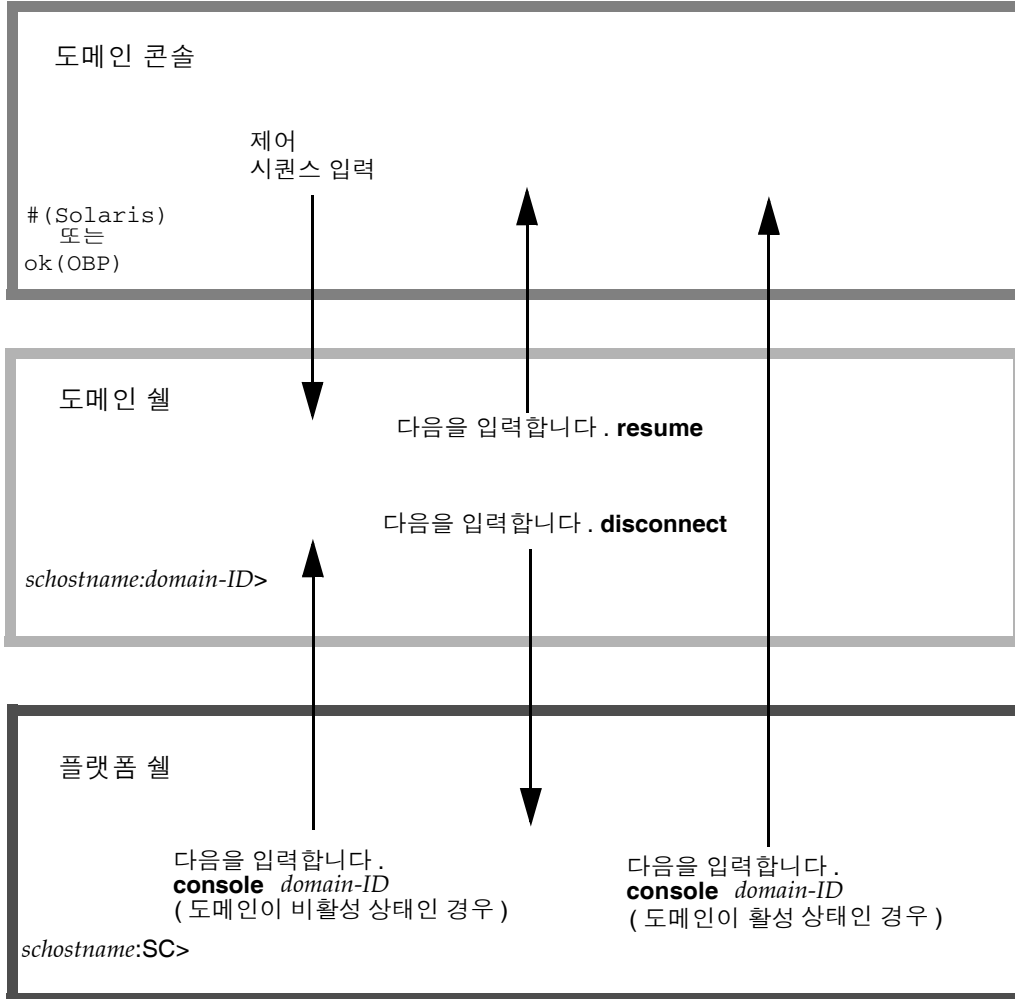 도메인 콘솔
제어
시퀀스 입력
#(Solaris)
또는
ok(OBP)
도메인 쉘
다음을 입력합니다 . resume
다음을 입력합니다 . disconnect
schostname:domain-ID>
플랫폼 쉘
다음을 입력합니다 .
console domain-ID
( 도메인이 비활성 상태인 경우 )
다음을 입력합니다 .
console domain-ID
( 도메인이 활성 상태인 경우 )
schostname:SC>